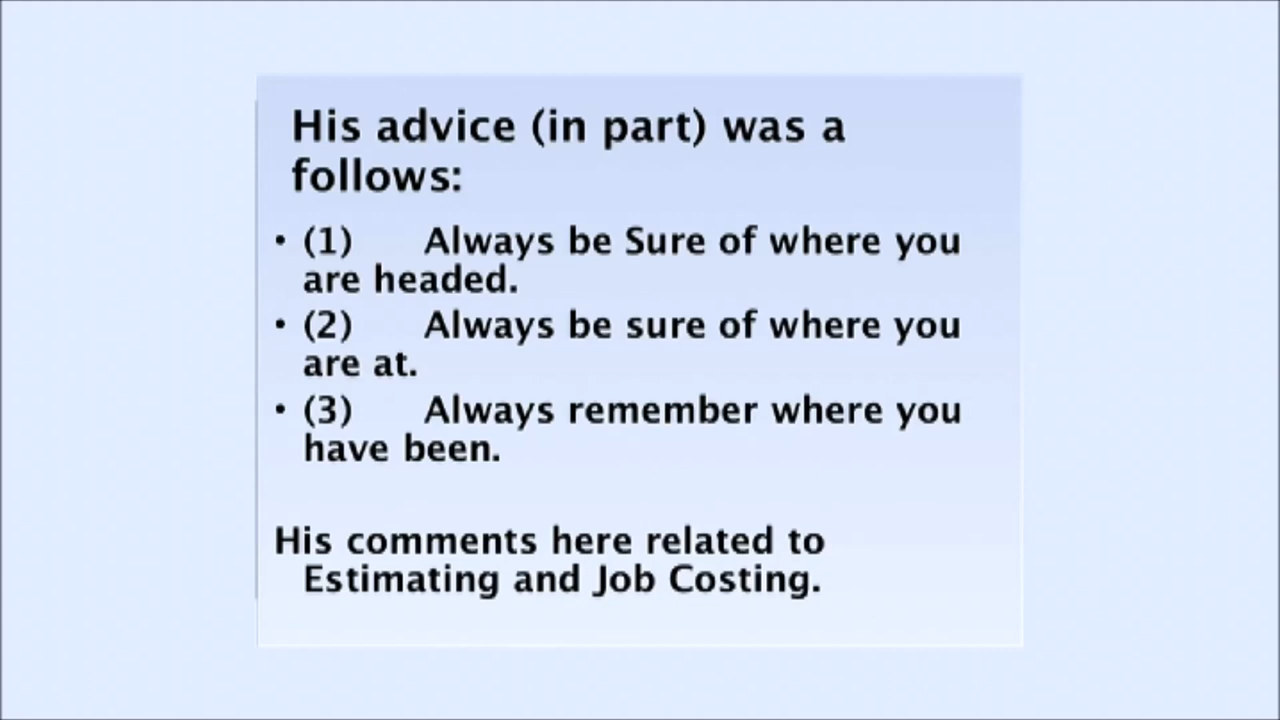 His advice (in part) was a
follows:
• (1) Always be Sure of where you
are headed.
• (2) Always be sure of where you
are at.
• (3) Always remember where you
have been.
His comments here related to
Estimating and Job Costing.